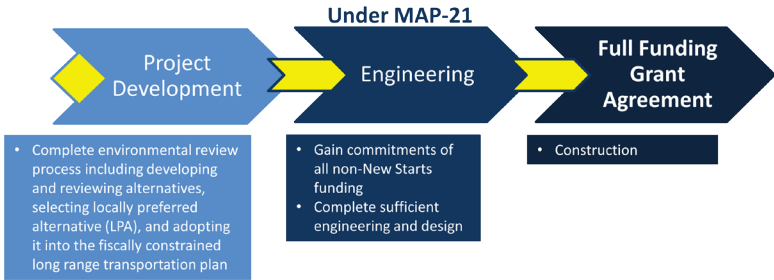 Under MAP-21
Project
Development
Engineering
Full Funding
Grant
Agreement
• Complete environmental review
process including developing
and reviewing alternatives,
selecting locally preferred
alternative (LPA), and adopting
it into the fiscally constrained
long range transportation plan
• Gain commitments of
all non-New Starts
funding
• Complete sufficient
engineering and design
• Construction